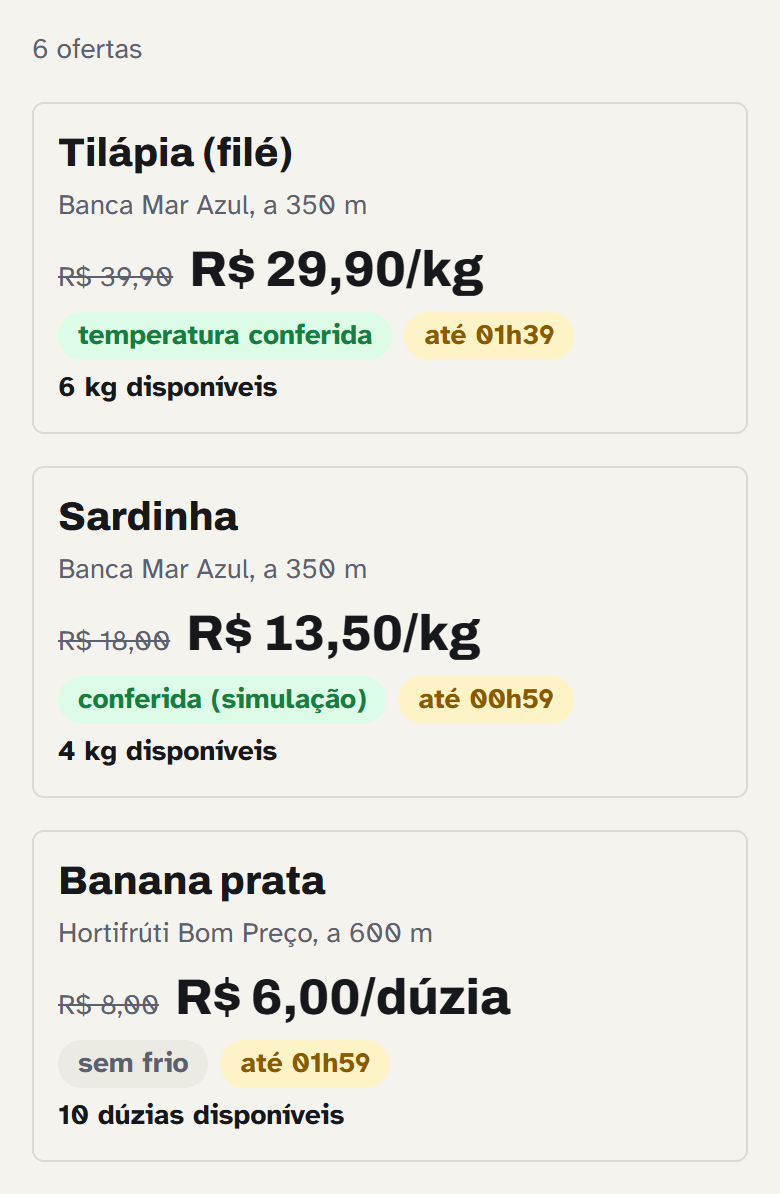 6 ofertas
Tilápia (filé)
Banca Mar Azul, a 350 m
R$ 39,90 R$ 29,90/kg
temperatura conferida até 01h39
6 kg disponíveis
Sardinha
Banca Mar Azul, a 350 m
R$ 18,00 R$ 13,50/kg
conferida (simulação) até 00h59
4 kg disponíveis
Banana prata
Hortifrúti Bom Preço, a 600 m
R$ 8,00 R$ 6,00/dúzia
sem frio até 01h59
10 dúzias disponíveis